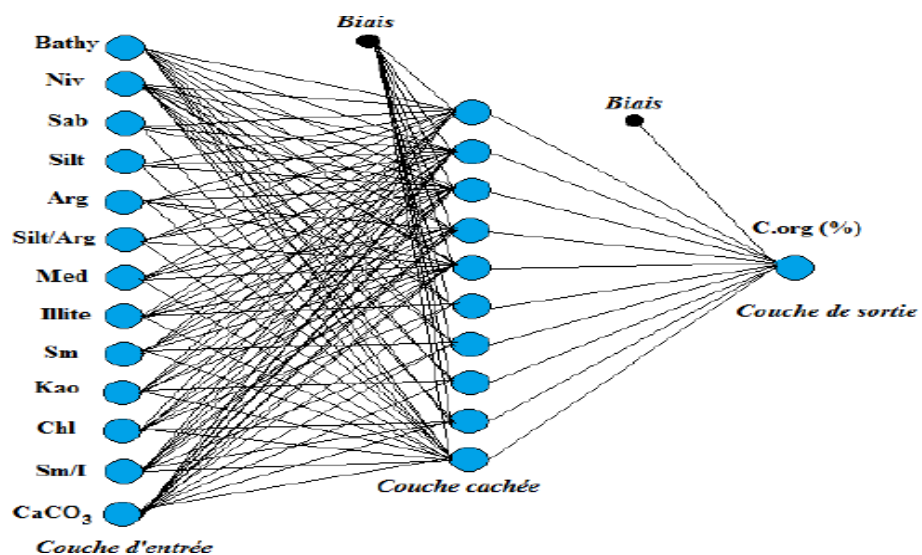 Biais
Bathy
Niv
Sab
Silt
Arg
Silt/Arg
Med
Illite
Sm
Kao
Chl
Sm/I
CaCO₃
Couche d'entrée
Couche cachée
Biais
C.org (%)
Couche de sortie